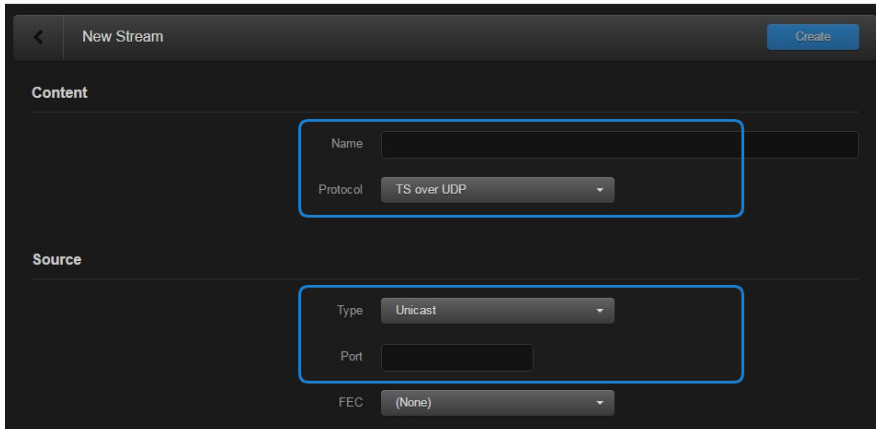 New Stream Create
Content
Name
Protocol TS over UDP
Source
Type Unicast
Port
FEC (None)